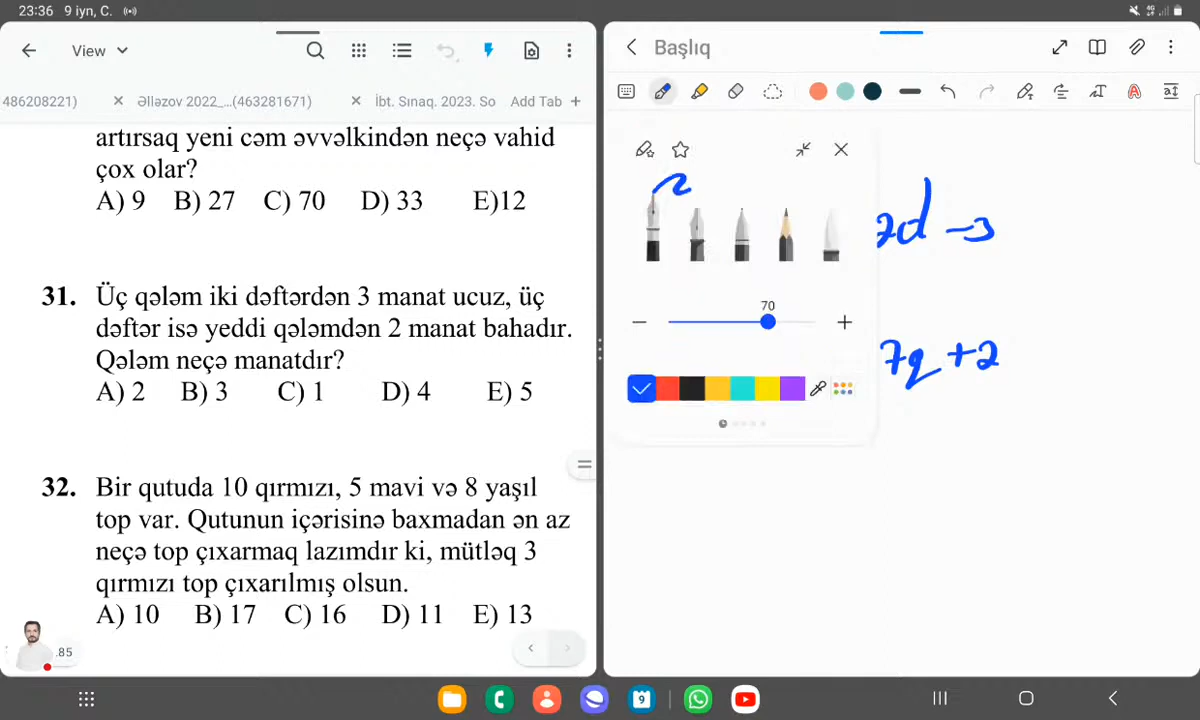 23:36 9 iyn, C.
4G
View
486208221) × Əlləzov 2022_...(463281671) × İbt. Sınaq. 2023. So Add Tab +
artırsaq yeni cəm əvvəlkindən neçə vahid
çox olar?
A) 9 B) 27 C) 70 D) 33 E)12
31. Üç qələm iki dəftərdən 3 manat ucuz, üç
dəftər isə yeddi qələmdən 2 manat bahadır.
Qələm neçə manatdır?
A) 2 B) 3 C) 1 D) 4 E) 5
32. Bir qutuda 10 qırmızı, 5 mavi və 8 yaşıl
top var. Qutunun içərisinə baxmadan ən az
neçə top çıxarmaq lazımdır ki, mütləq 3
qırmızı top çıxarılmış olsun.
A) 10 B) 17 C) 16 D) 11 E) 13
.85
Başlıq
70
2d - 3
7q + 2
9